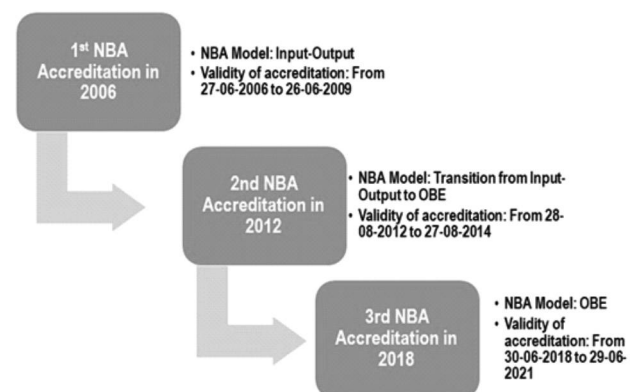 1st NBA
Accreditation in
2006
• NBA Model: Input-Output
• Validity of accreditation: From
27-06-2006 to 26-06-2009
2nd NBA
Accreditation in
2012
• NBA Model: Transition from Input-
Output to OBE
• Validity of accreditation: From 28-
08-2012 to 27-08-2014
3rd NBA
Accreditation in
2018
• NBA Model: OBE
• Validity of
accreditation: From
30-06-2018 to 29-06-
2021